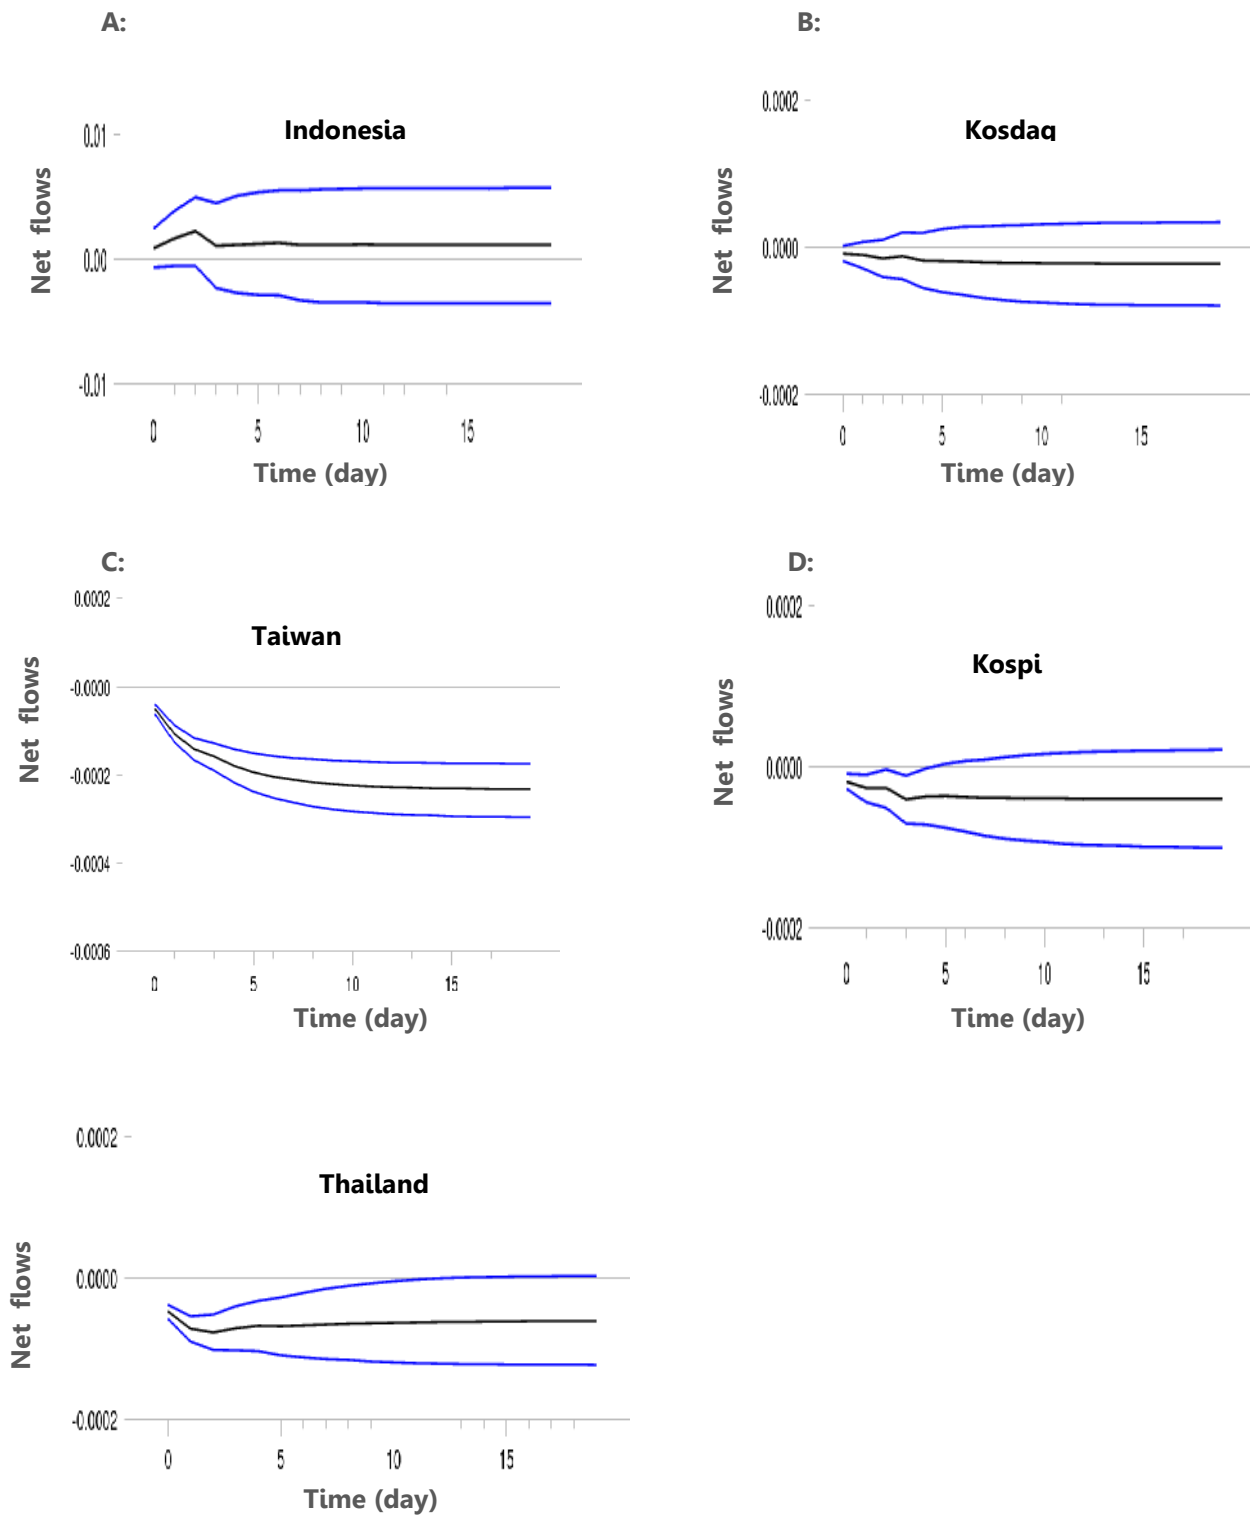 A:
Indonesia
0.01
0.00
-0.01
Net flows
0 5 10 15
Time (day)
B:
Kosdaq
0.0002
0.0000
-0.0002
Net flows
0 5 10 15
Time (day)
C:
Taiwan
0.0002
-0.0000
-0.0002
-0.0004
-0.0006
Net flows
0 5 10 15
Time (day)
D:
Kospi
0.0002
0.0000
-0.0002
Net flows
0 5 10 15
Time (day)
Thailand
0.0002
0.0000
-0.0002
Net flows
0 5 10 15
Time (day)